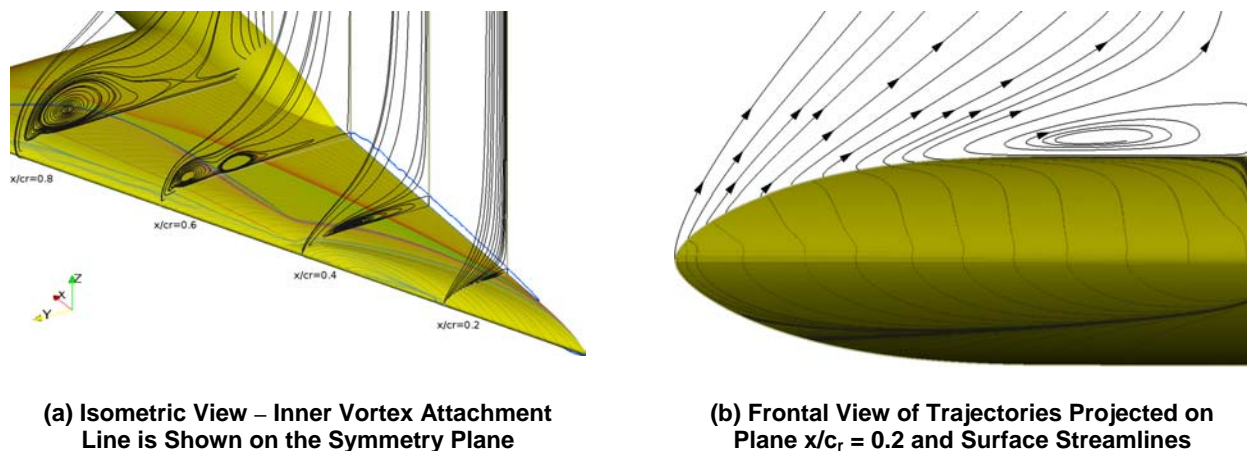 x/cr=0.8
x/cr=0.6
x/cr=0.4
x/cr=0.2
Z
X
Y
(a) Isometric View – Inner Vortex Attachment
Line is Shown on the Symmetry Plane
(b) Frontal View of Trajectories Projected on
Plane x/cr = 0.2 and Surface Streamlines